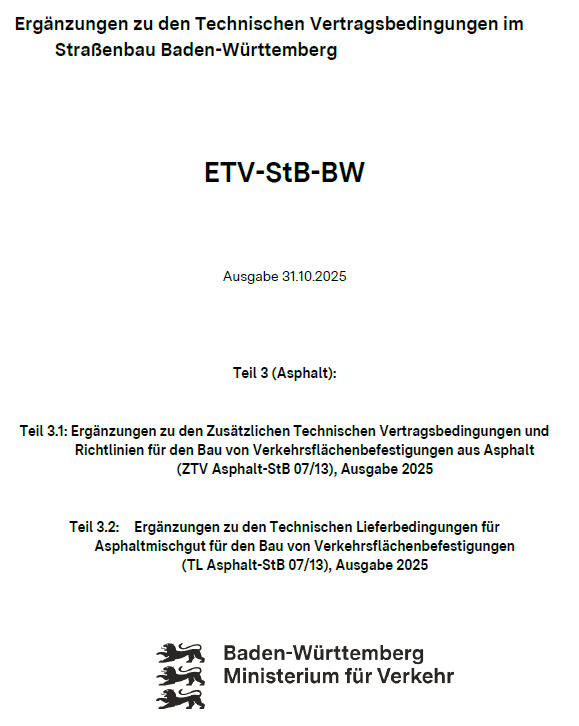 Ergänzungen zu den Technischen Vertragsbedingungen im
Straßenbau Baden-Württemberg
ETV-StB-BW
Ausgabe 31.10.2025
Teil 3 (Asphalt):
Teil 3.1: Ergänzungen zu den Zusätzlichen Technischen Vertragsbedingungen und
Richtlinien für den Bau von Verkehrsflächenbefestigungen aus Asphalt
(ZTV Asphalt-StB 07/13), Ausgabe 2025
Teil 3.2: Ergänzungen zu den Technischen Lieferbedingungen für
Asphaltmischgut für den Bau von Verkehrsflächenbefestigungen
(TL Asphalt-StB 07/13), Ausgabe 2025
Baden-Württemberg
Ministerium für Verkehr